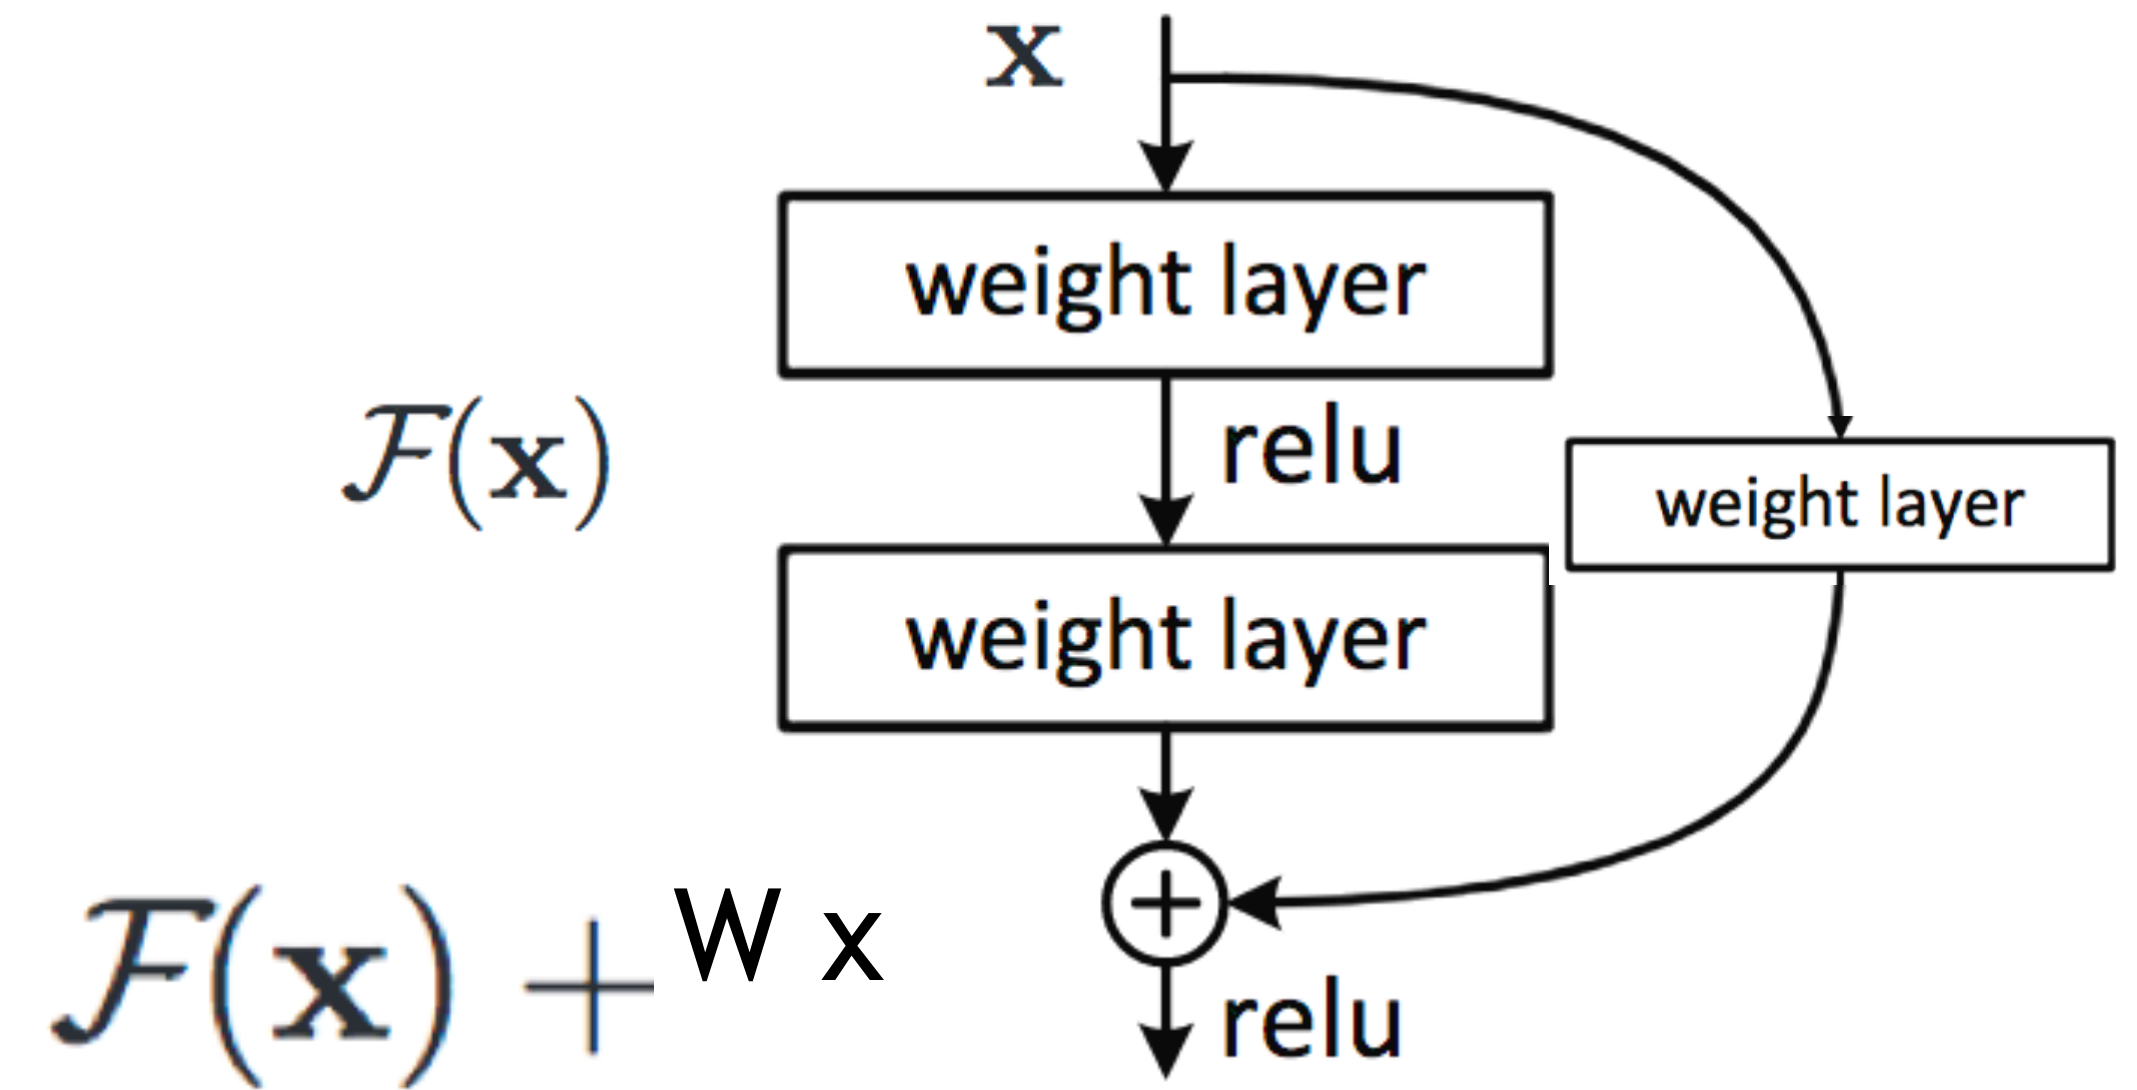 x
weight layer
relu
F(x)
weight layer
weight layer
F(x) + W x
relu